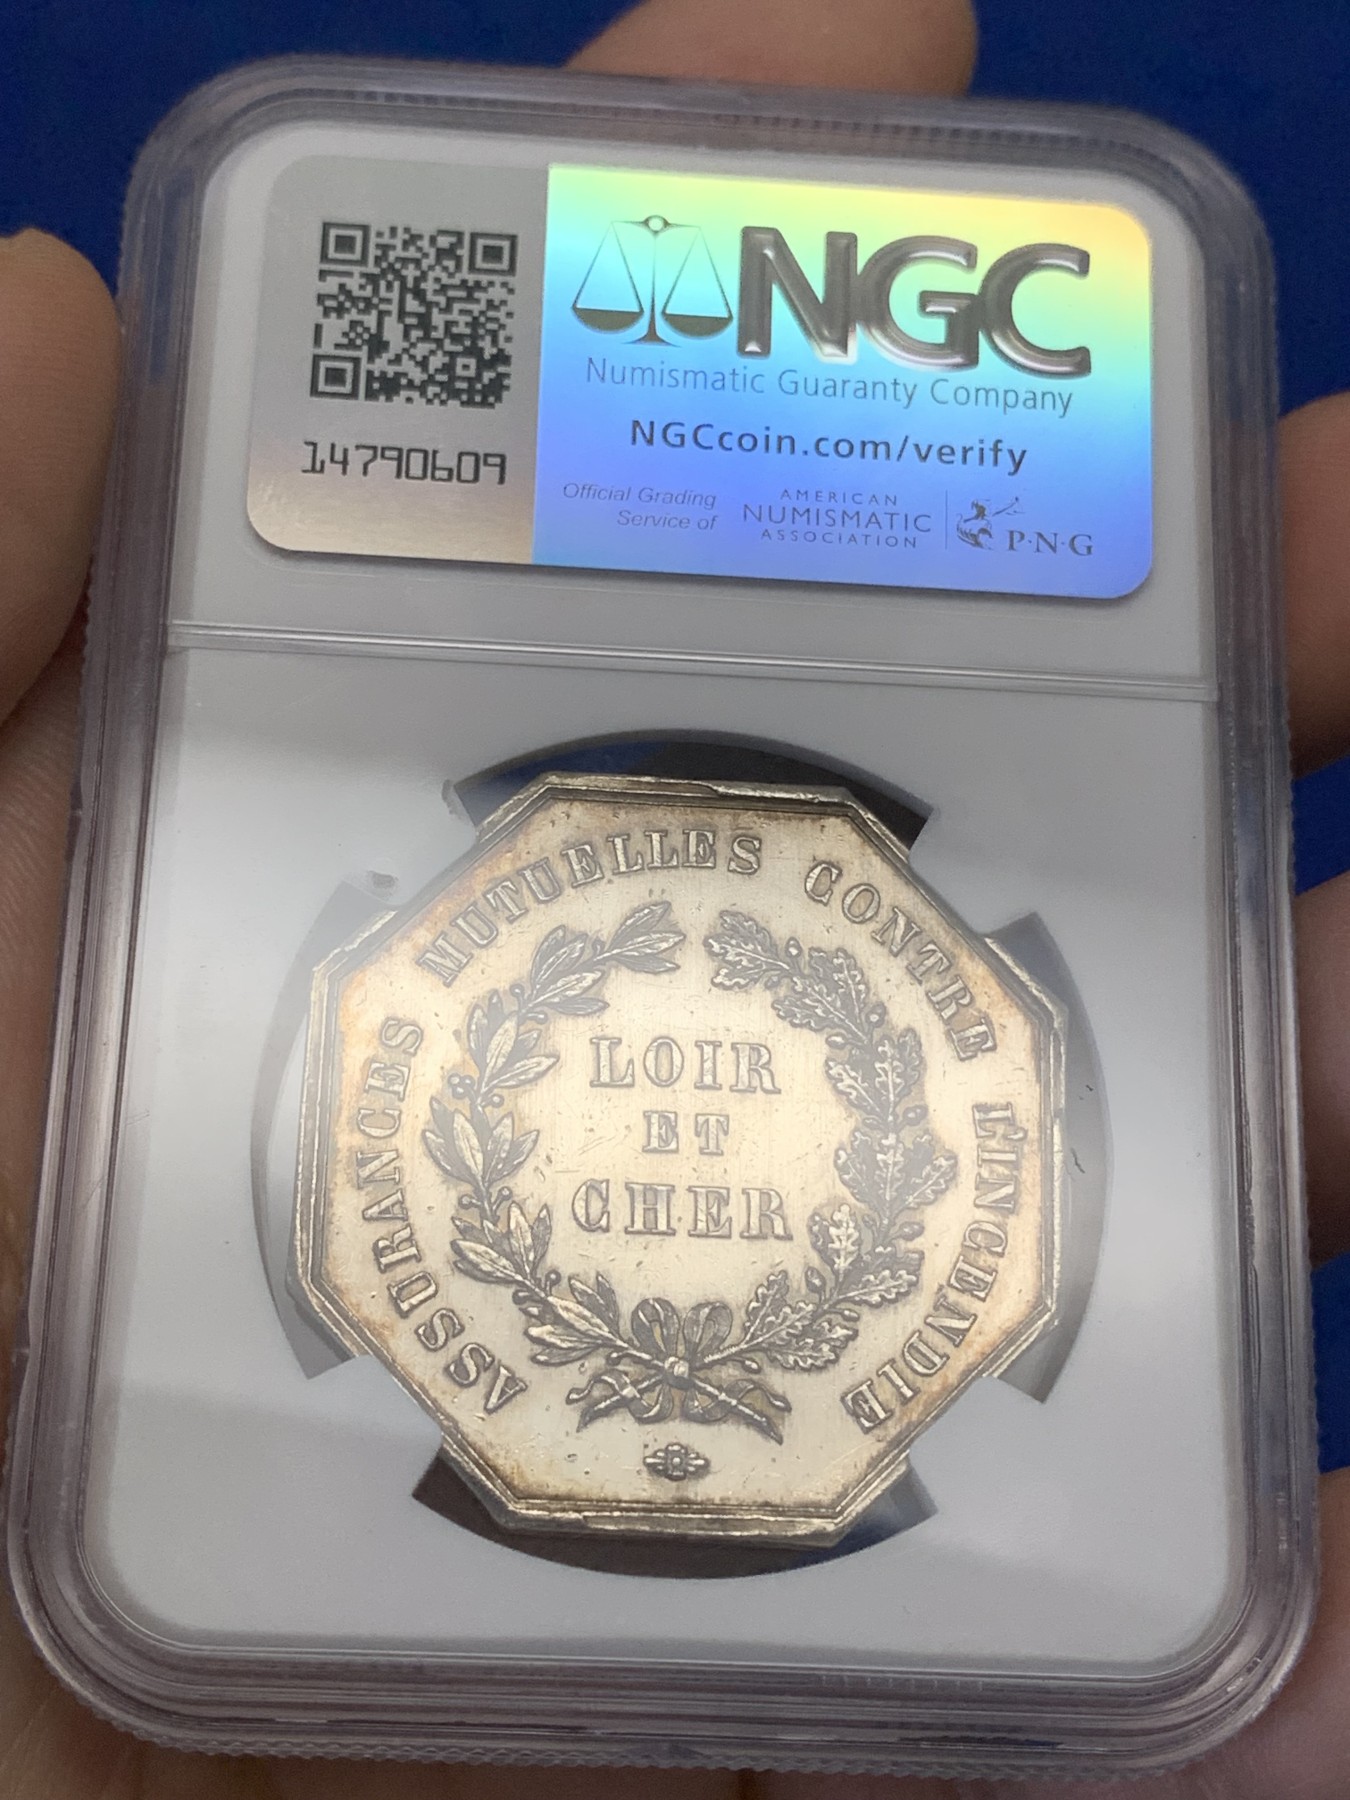 NGC
Numismatic Guaranty Company
NGCcoin.com/verify
14790609
Official Grading
Service of
AMERICAN
NUMISMATIC
ASSOCIATION
P·N·G
ASSURANCES MUTUELLES CONTRE L'INCENDIE
LOIR
ET
CHER